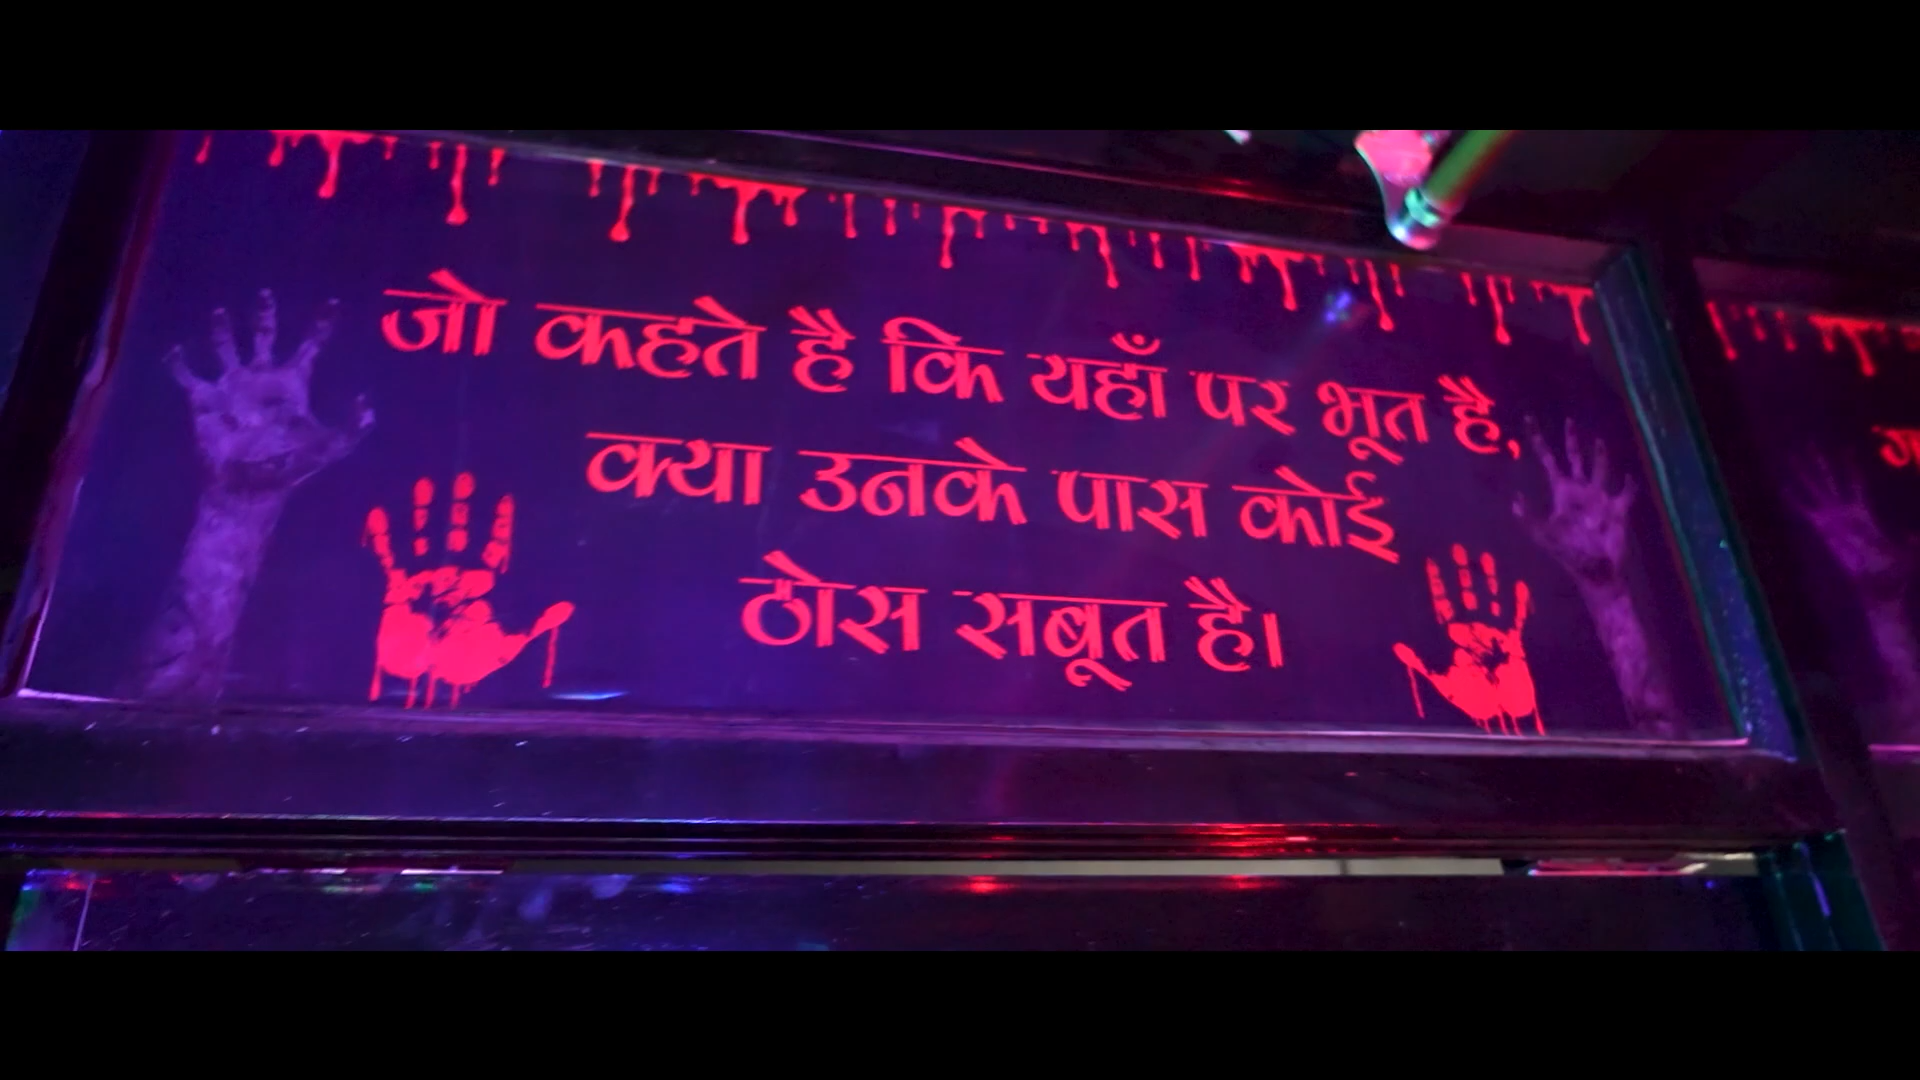 जो कहते है कि यहाँ पर भूत है,
क्या उनके पास कोई
ठोस सबूत है।